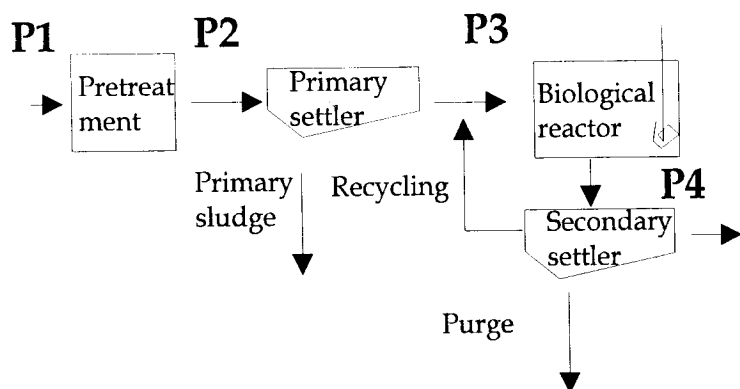 P1
P2
P3
Pretreat
ment
Primary
settler
Biological
reactor
Primary
sludge
Recycling
P4
Secondary
settler
Purge